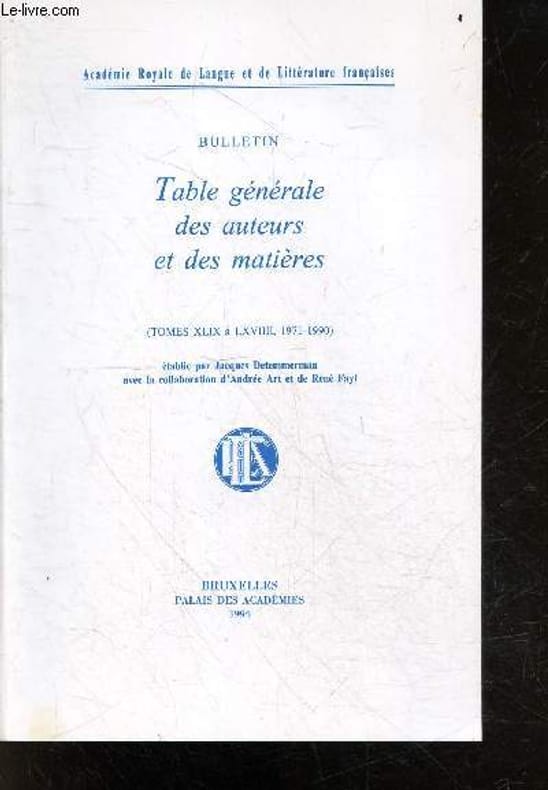 Le-livre.com
Académie Royale de Langue et de Littérature françaises
BULLETIN
Table générale
des auteurs
et des matières
(TOMES XLIX à LXVIII, 1971-1990)
établie par Jacques Detemmerman
avec la collaboration d'Andrée Art et de René Fayt
BRUXELLES
PALAIS DES ACADÉMIES